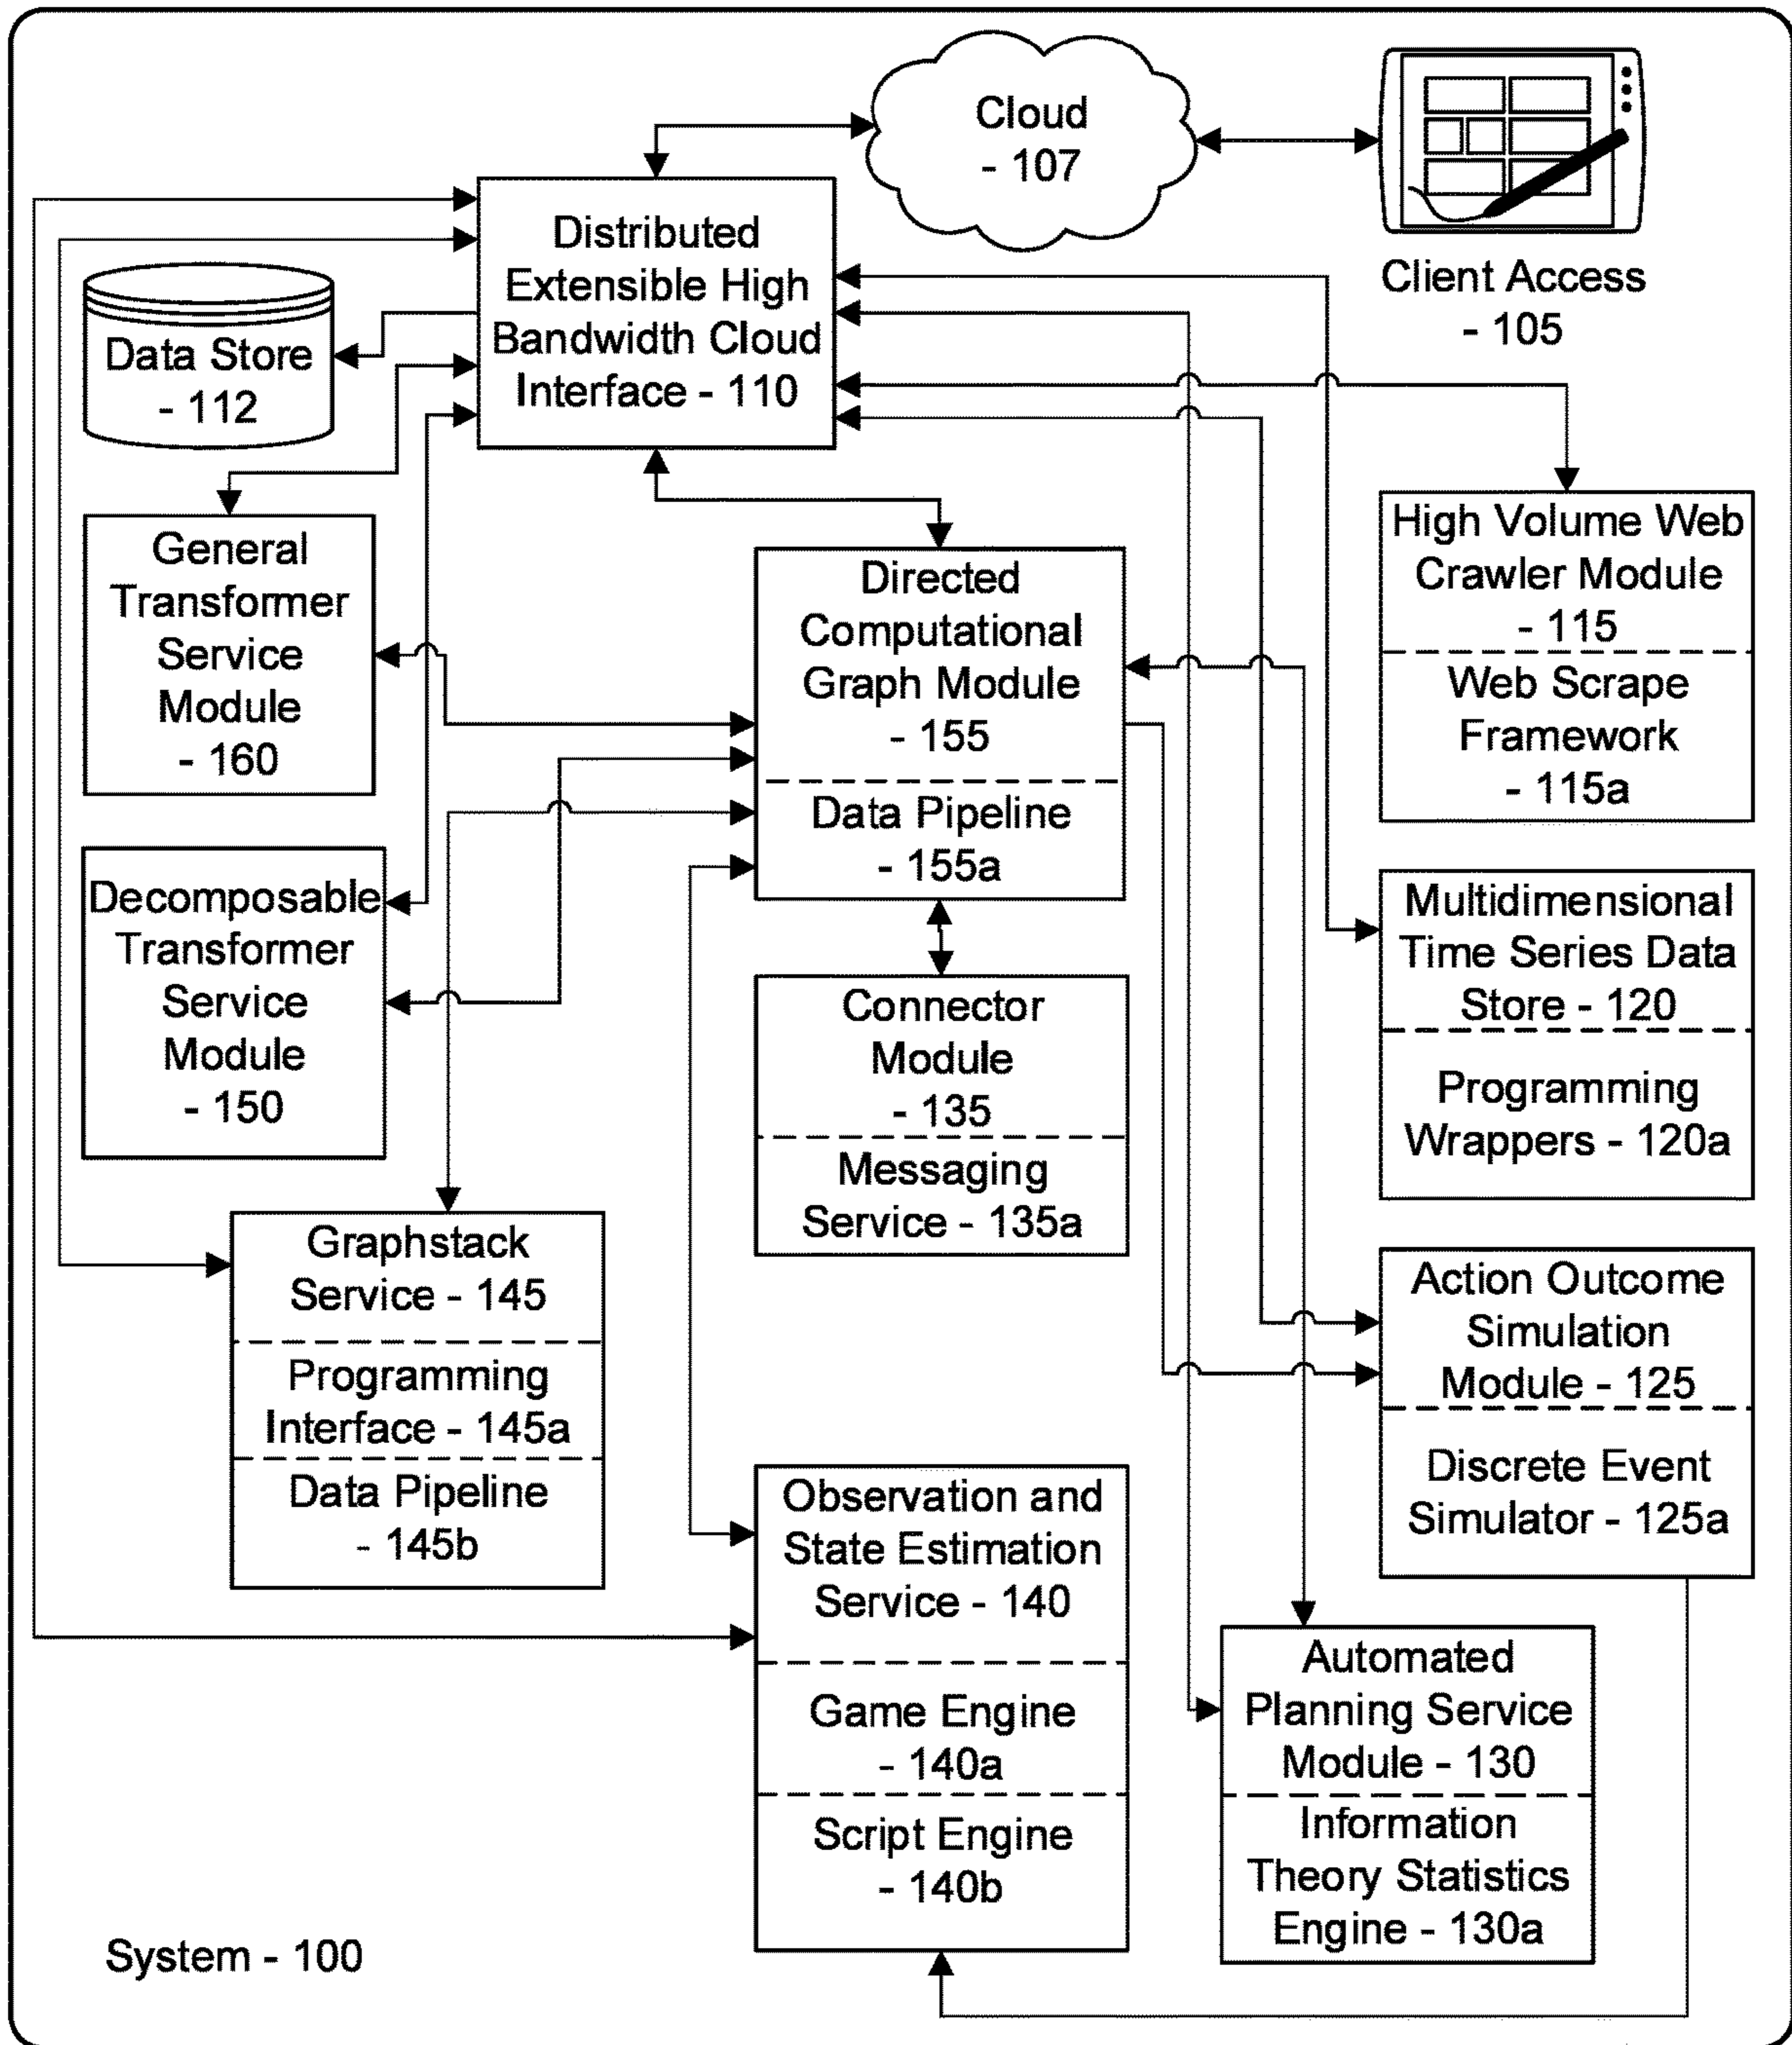 Cloud
- 107
Client Access
- 105
Distributed
Extensible High
Bandwidth Cloud
Interface - 110
Data Store
- 112
General
Transformer
Service
Module
- 160
Directed
Computational
Graph Module
- 155
Data Pipeline
- 155a
High Volume Web
Crawler Module
- 115
Web Scrape
Framework
- 115a
Decomposable
Transformer
Service
Module
- 150
Connector
Module
- 135
Messaging
Service - 135a
Multidimensional
Time Series Data
Store - 120
Programming
Wrappers - 120a
Graphstack
Service - 145
Programming
Interface - 145a
Data Pipeline
- 145b
Action Outcome
Simulation
Module - 125
Discrete Event
Simulator - 125a
Observation and
State Estimation
Service - 140
Game Engine
- 140a
Script Engine
- 140b
Automated
Planning Service
Module - 130
Information
Theory Statistics
Engine - 130a
System - 100